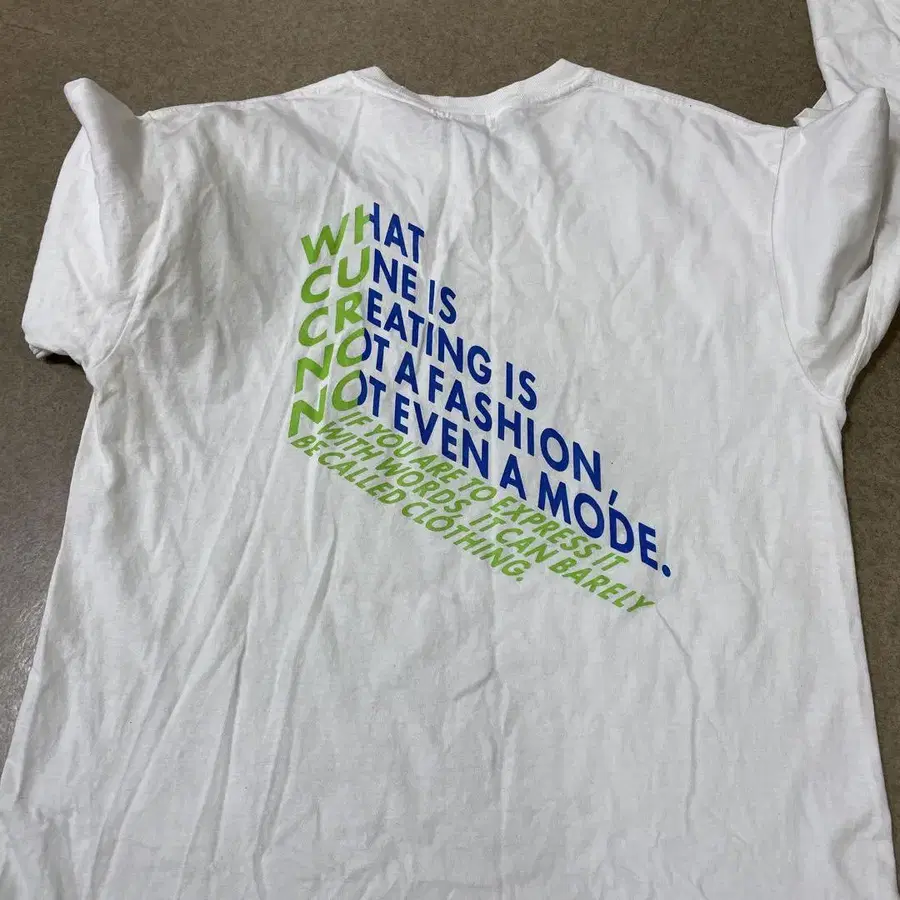 WHAT
CUNE IS
CREATING IS
NOT A FASHION,
NOT EVEN A MODE.
IF YOU ARE TO EXPRESS IT
WITH WORDS, IT CAN BARELY
BE CALLED CLOTHING.